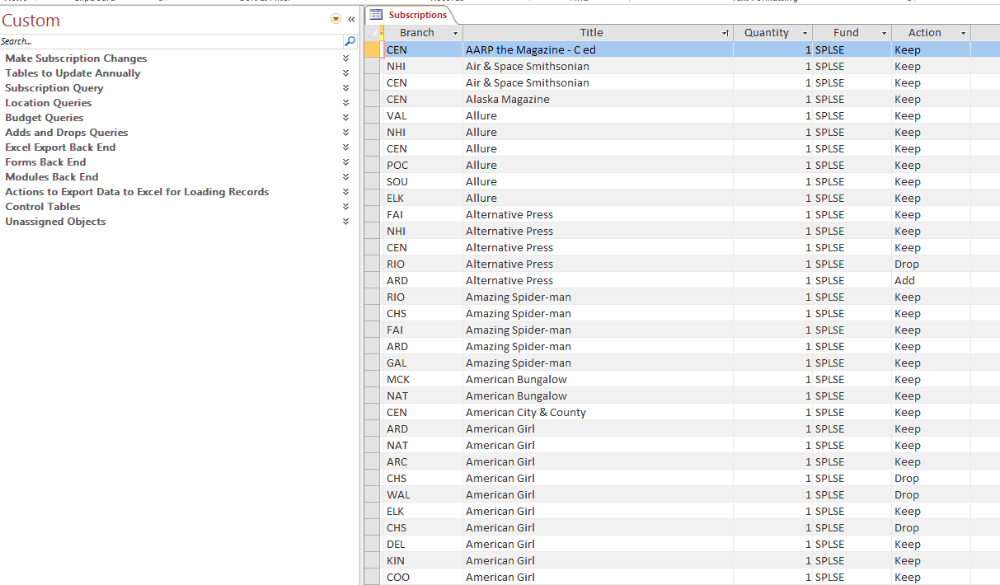 Custom
Search...
Make Subscription Changes
Tables to Update Annually
Subscription Query
Location Queries
Budget Queries
Adds and Drops Queries
Excel Export Back End
Forms Back End
Modules Back End
Actions to Export Data to Excel for Loading Records
Control Tables
Unassigned Objects
Subscriptions
Branch Title Quantity Fund Action
CEN AARP the Magazine - C ed 1 SPLSE Keep
NHI Air & Space Smithsonian 1 SPLSE Keep
CEN Air & Space Smithsonian 1 SPLSE Keep
CEN Alaska Magazine 1 SPLSE Keep
VAL Allure 1 SPLSE Keep
NHI Allure 1 SPLSE Keep
CEN Allure 1 SPLSE Keep
POC Allure 1 SPLSE Keep
SOU Allure 1 SPLSE Keep
ELK Allure 1 SPLSE Keep
FAI Alternative Press 1 SPLSE Keep
NHI Alternative Press 1 SPLSE Keep
CEN Alternative Press 1 SPLSE Keep
RIO Alternative Press 1 SPLSE Drop
ARD Alternative Press 1 SPLSE Add
RIO Amazing Spider-man 1 SPLSE Keep
CHS Amazing Spider-man 1 SPLSE Keep
FAI Amazing Spider-man 1 SPLSE Keep
ARD Amazing Spider-man 1 SPLSE Keep
GAL Amazing Spider-man 1 SPLSE Keep
MCK American Bungalow 1 SPLSE Keep
NAT American Bungalow 1 SPLSE Keep
CEN American City & County 1 SPLSE Keep
ARD American Girl 1 SPLSE Keep
NAT American Girl 1 SPLSE Keep
ARC American Girl 1 SPLSE Keep
CHS American Girl 1 SPLSE Drop
WAL American Girl 1 SPLSE Drop
ELK American Girl 1 SPLSE Keep
CHS American Girl 1 SPLSE Drop
DEL American Girl 1 SPLSE Keep
KIN American Girl 1 SPLSE Keep
COO American Girl 1 SPLSE Keep